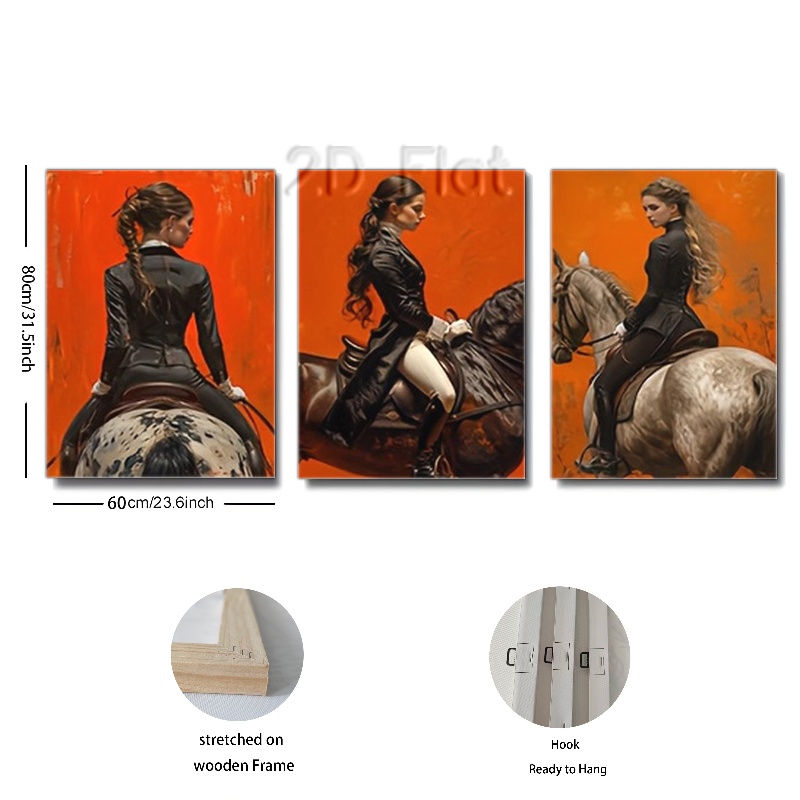 2D Flat
80cm/31.5inch
60cm/23.6inch
stretched on
wooden Frame
Hook
Ready to Hang